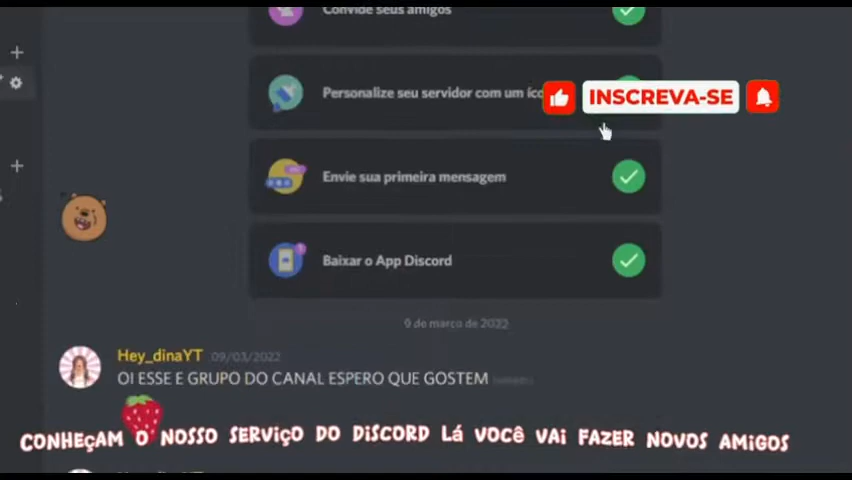 Convide seus amigos
Personalize seu servidor com um íco
INSCREVA-SE
Envie sua primeira mensagem
Baixar o App Discord
9 de março de 2022
Hey_dinaYT 09/03/2022
OI ESSE E GRUPO DO CANAL ESPERO QUE GOSTEM
CONHEÇAM O NOSSO SERVIÇO DO DISCORD LÁ VOCÊ VAI FAZER NOVOS AMIGOS